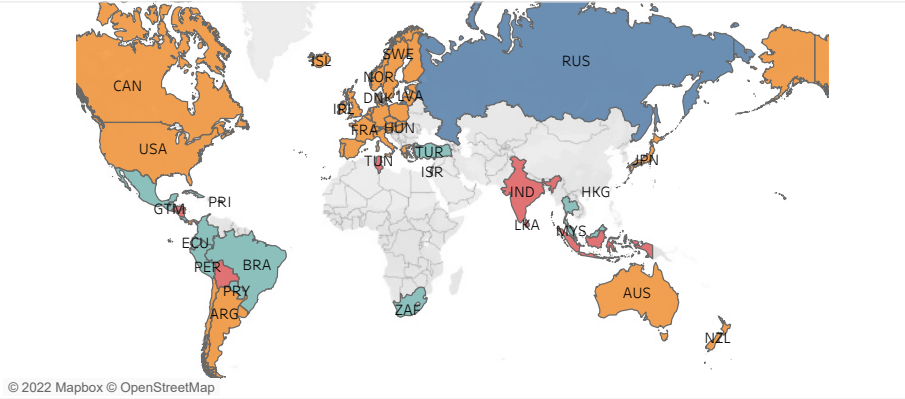 ISL
SWE
RUS
NOR
CAN
DNK
LVA
IRL
FRA
HUN
USA
TUR
JPN
TUN
ISR
IND
HKG
PRI
GTM
LKA
MYS
ECU
PER
BRA
PRY
AUS
ZAF
ARG
NZL
© 2022 Mapbox © OpenStreetMap